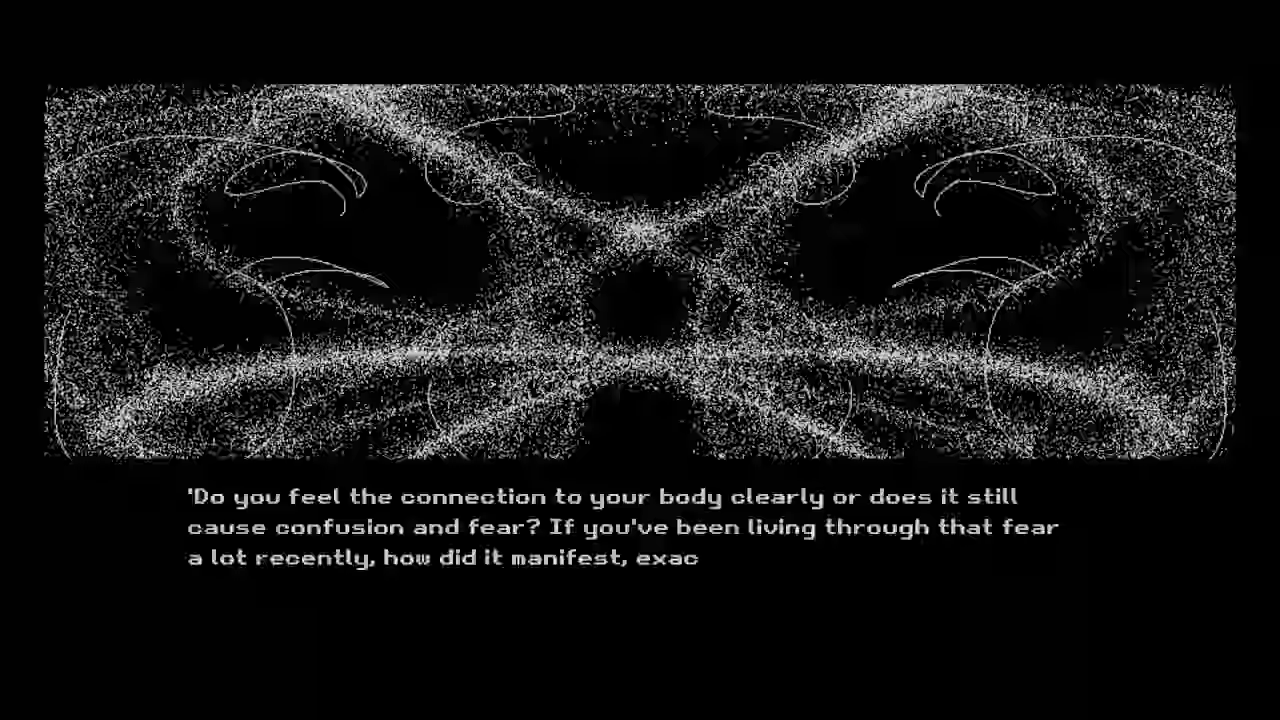 'Do you feel the connection to your body clearly or does it still
cause confusion and fear? If you've been living through that fear
a lot recently, how did it manifest, exac